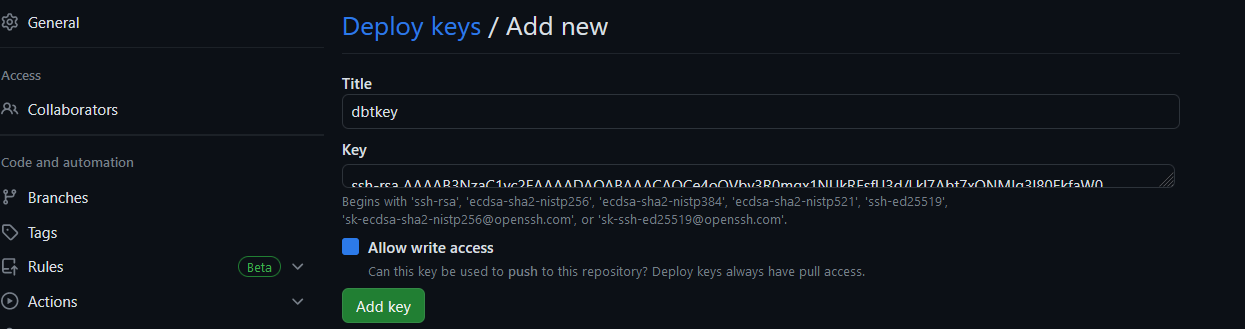 General
Access
Collaborators
Code and automation
Branches
Tags
Rules Beta
Actions
Deploy keys / Add new
Title
dbtkey
Key
ssh-rsa
Begins with 'ssh-rsa', 'ecdsa-sha2-nistp256', 'ecdsa-sha2-nistp384', 'ecdsa-sha2-nistp521', 'ssh-ed25519',
'sk-ecdsa-sha2-nistp256@openssh.com', or 'sk-ssh-ed25519@openssh.com'.
Allow write access
Can this key be used to push to this repository? Deploy keys always have pull access.
Add key